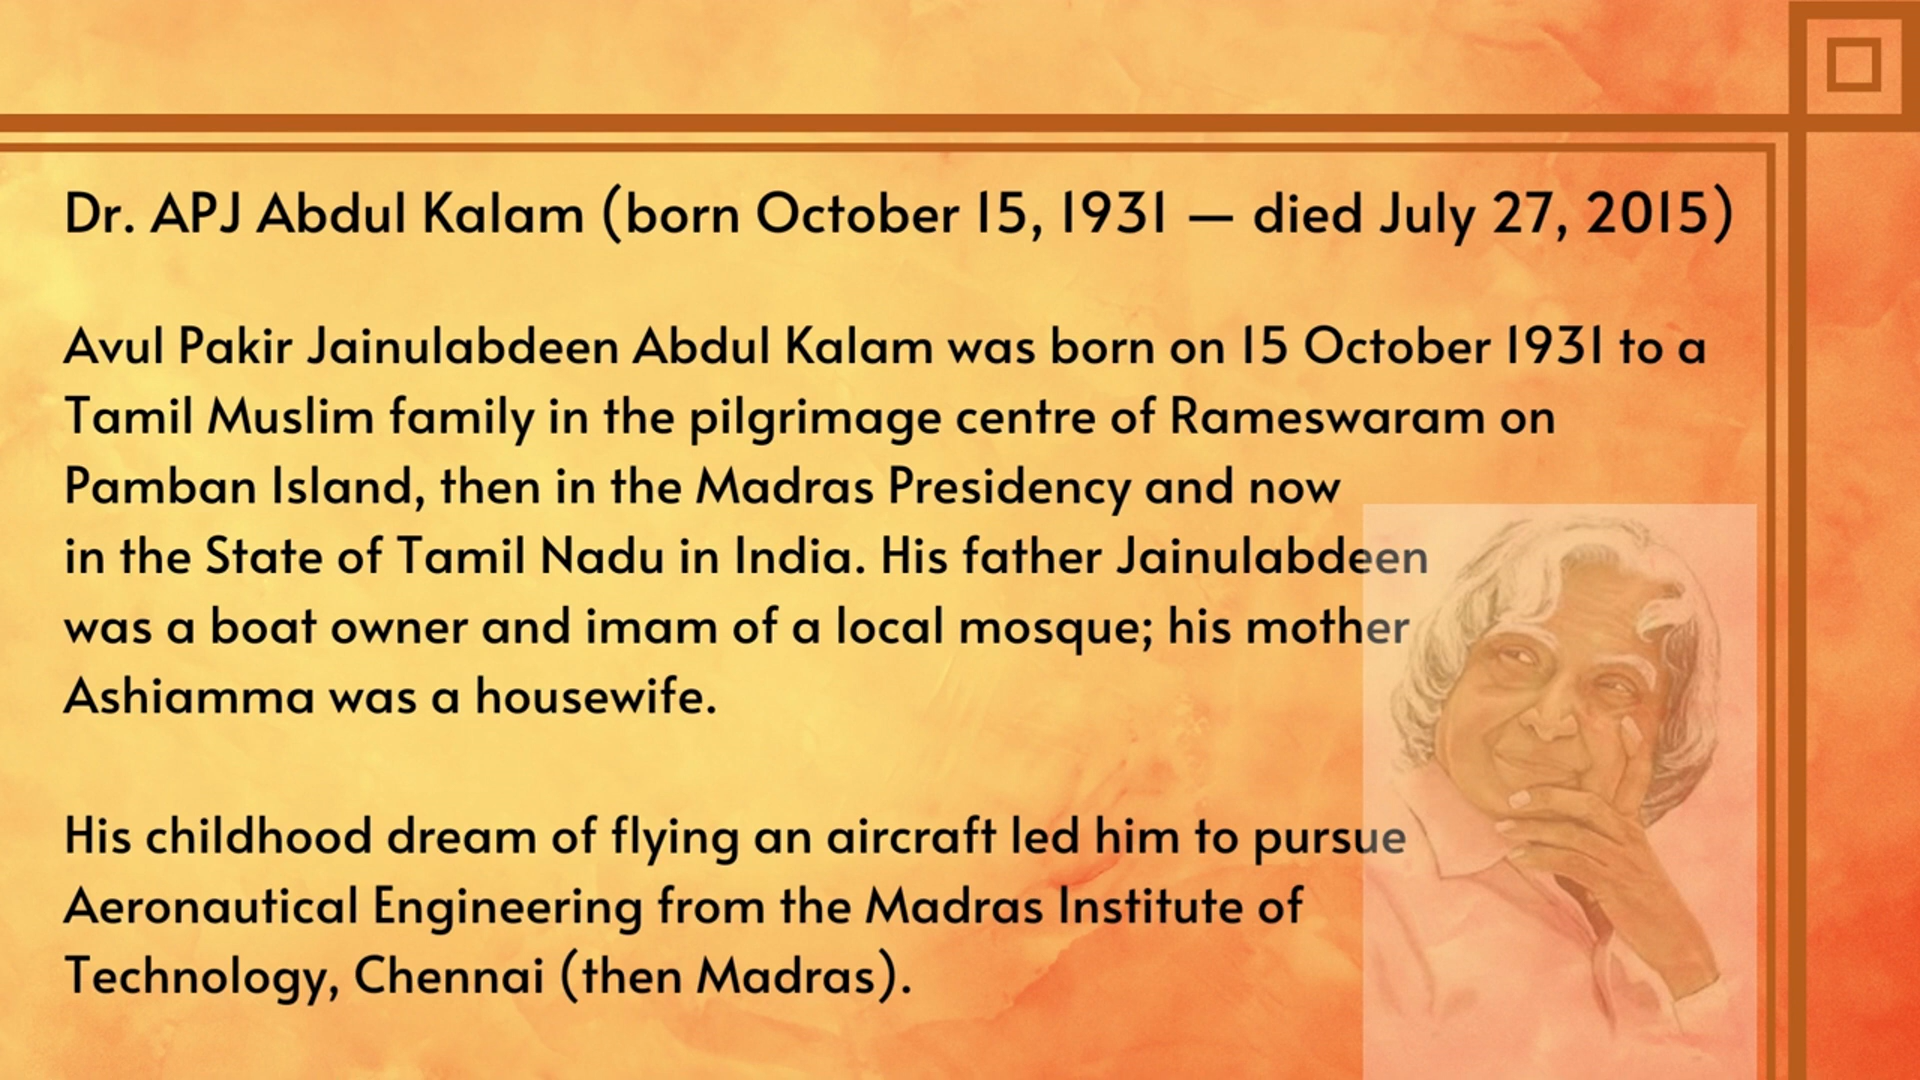 Dr. APJ Abdul Kalam (born October 15, 1931 — died July 27, 2015)
Avul Pakir Jainulabdeen Abdul Kalam was born on 15 October 1931 to a
Tamil Muslim family in the pilgrimage centre of Rameswaram on
Pamban Island, then in the Madras Presidency and now
in the State of Tamil Nadu in India. His father Jainulabdeen
was a boat owner and imam of a local mosque; his mother
Ashiamma was a housewife.
His childhood dream of flying an aircraft led him to pursue
Aeronautical Engineering from the Madras Institute of
Technology, Chennai (then Madras).